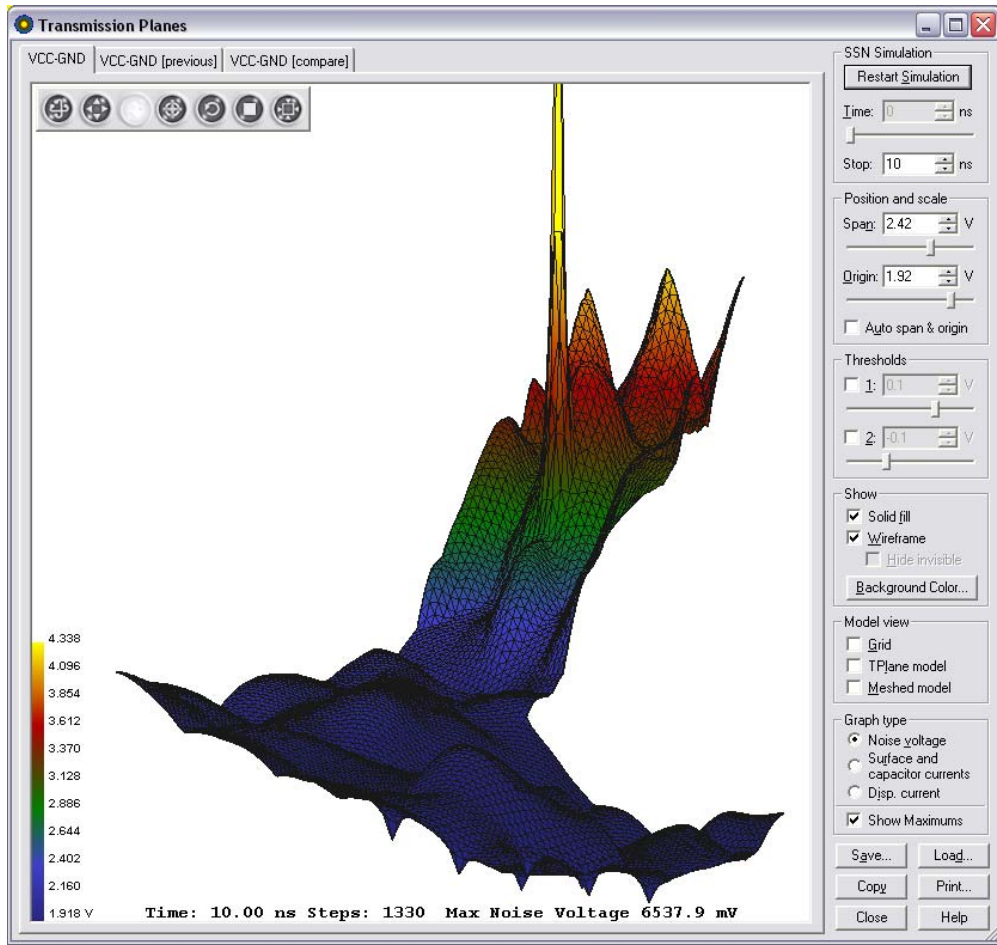 Transmission Planes
VCC-GND
VCC-GND [previous]
VCC-GND [compare]
SSN Simulation
Restart Simulation
Time: 0 ns
Stop: 10 ns
Position and scale
Span: 2.42 V
Origin: 1.92 V
Auto span & origin
Thresholds
1: 0.1 V
2: -0.1 V
Show
Solid fill
Wireframe
Hide invisible
Background Color...
Model view
Grid
TPlane model
Meshed model
Graph type
Noise voltage
Surface and
capacitor currents
Disp. current
Show Maximums
Save... Load...
Copy Print...
Close Help
4.338
4.096
3.854
3.612
3.370
3.128
2.886
2.644
2.402
2.160
1.918 V
Time: 10.00 ns Steps: 1330 Max Noise Voltage 6537.9 mV